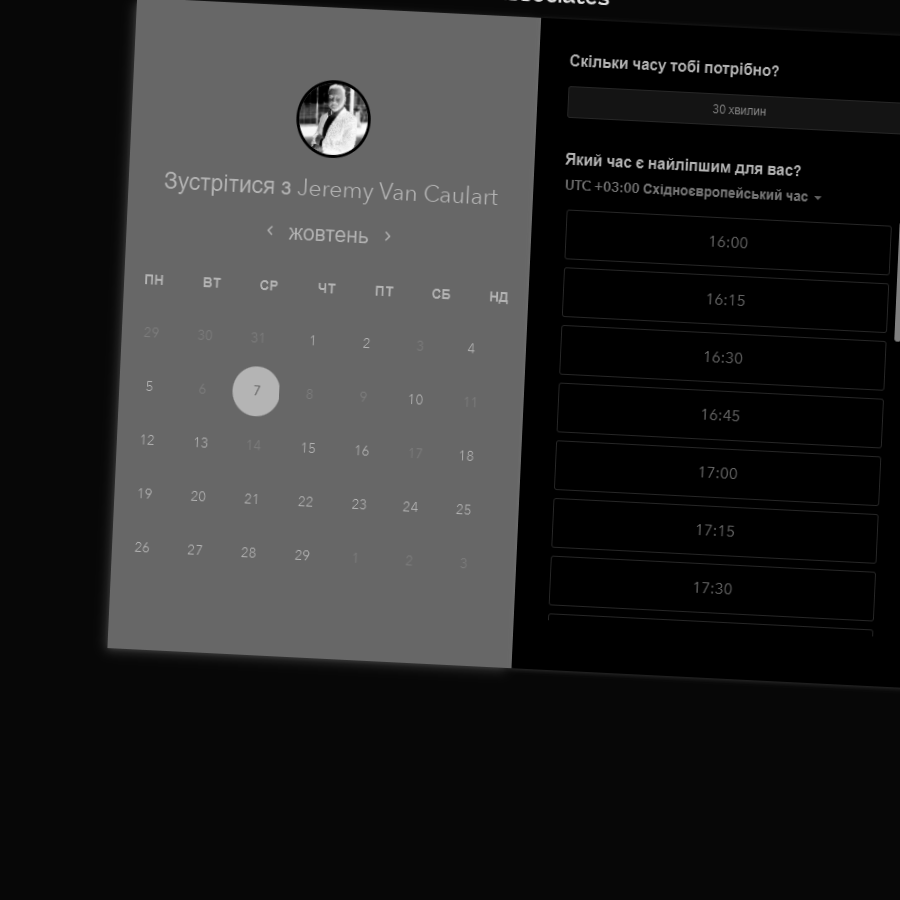 Зустрітися з Jeremy Van Caulart
‹ жовтень ›
ПН ВТ СР ЧТ ПТ СБ НД
29 30 31 1 2 3 4
5 6 7 8 9 10 11
12 13 14 15 16 17 18
19 20 21 22 23 24 25
26 27 28 29 1 2 3
Скільки часу тобі потрібно?
30 хвилин
Який час є найліпшим для вас?
UTC +03:00 Східноєвропейський час
16:00
16:15
16:30
16:45
17:00
17:15
17:30